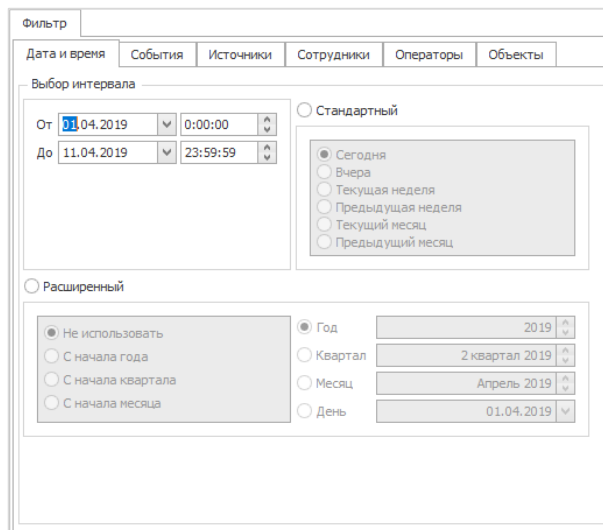 Фильтр
Дата и время События Источники Сотрудники Операторы Объекты
Выбор интервала
От 01.04.2019 0:00:00
До 11.04.2019 23:59:59
Стандартный
Сегодня
Вчера
Текущая неделя
Предыдущая неделя
Текущий месяц
Предыдущий месяц
Расширенный
Не использовать
С начала года
С начала квартала
С начала месяца
Год 2019
Квартал 2 квартал 2019
Месяц Апрель 2019
День 01.04.2019